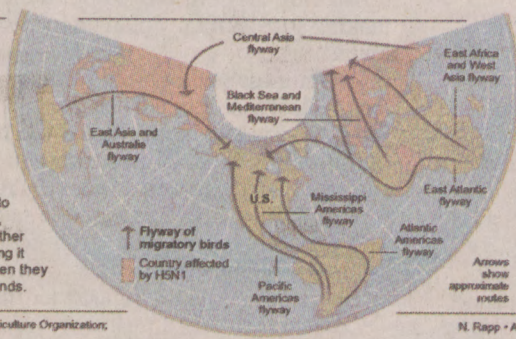 Central Asia
flyway
East Africa
and West
Asia flyway
Black Sea and
Mediterranean
flyway
East Asia and
Australia
flyway
East Atlantic
flyway
U.S.
Mississippi
Americas
flyway
Atlantic
Americas
flyway
Pacific
Americas
flyway
Flyway of
migratory birds
Country affected
by H5N1
to
ther
ng it
en they
nds.
Arrows
show
approximate
routes
iculture Organization;
N. Rapp • A